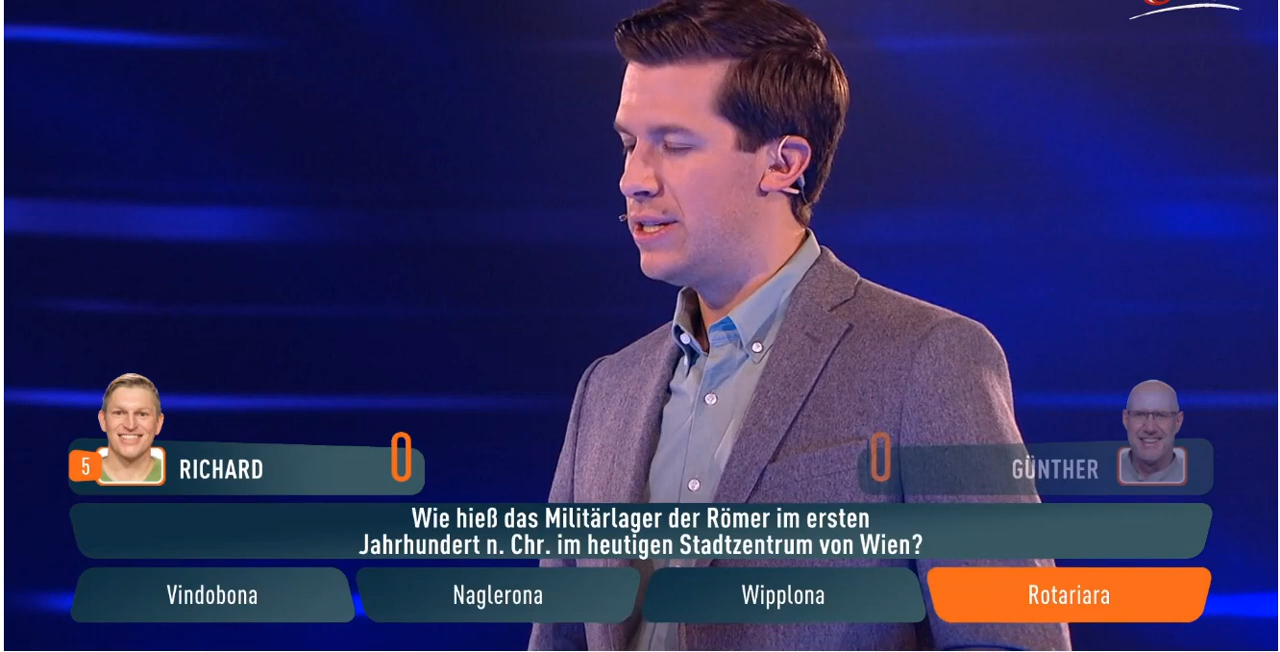 5 RICHARD 0
0 GÜNTHER
Wie hieß das Militärlager der Römer im ersten
Jahrhundert n. Chr. im heutigen Stadtzentrum von Wien?
Vindobona
Naglerona
Wipplona
Rotariara